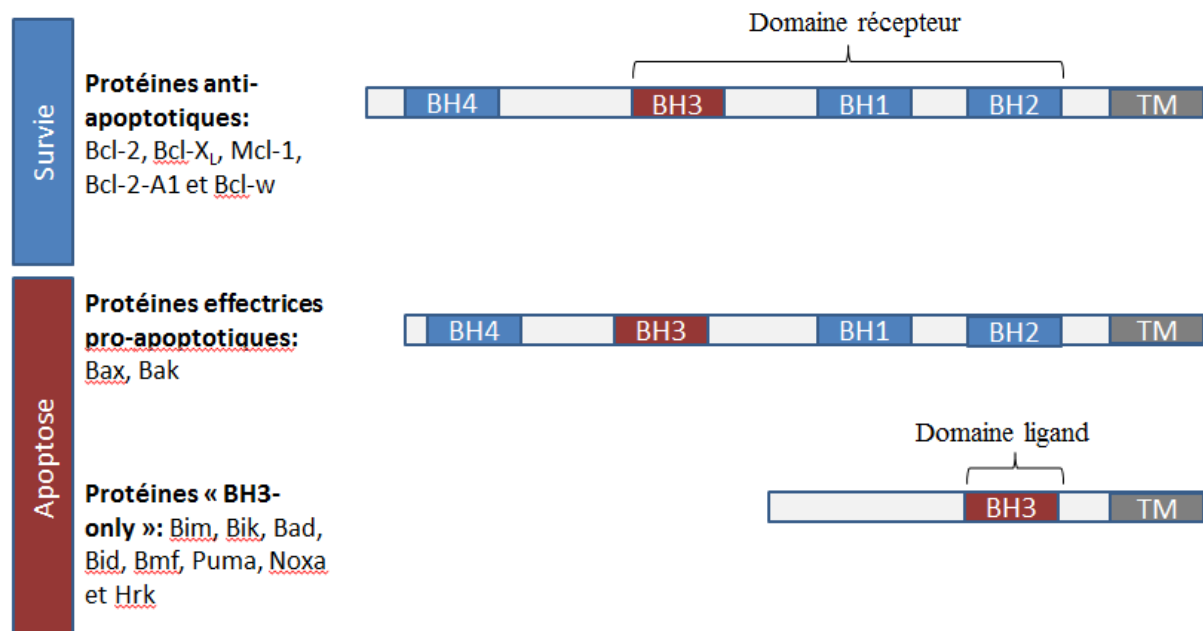 Domaine récepteur
Survie
Protéines anti-
apoptotiques:
Bcl-2, Bcl-XL, Mcl-1,
Bcl-2-A1 et Bcl-w
BH4 BH3 BH1 BH2 TM
Apoptose
Protéines effectrices
pro-apoptotiques:
Bax, Bak
BH4 BH3 BH1 BH2 TM
Domaine ligand
Protéines « BH3-
only »: Bim, Bik, Bad,
Bid, Bmf, Puma, Noxa
et Hrk
BH3 TM